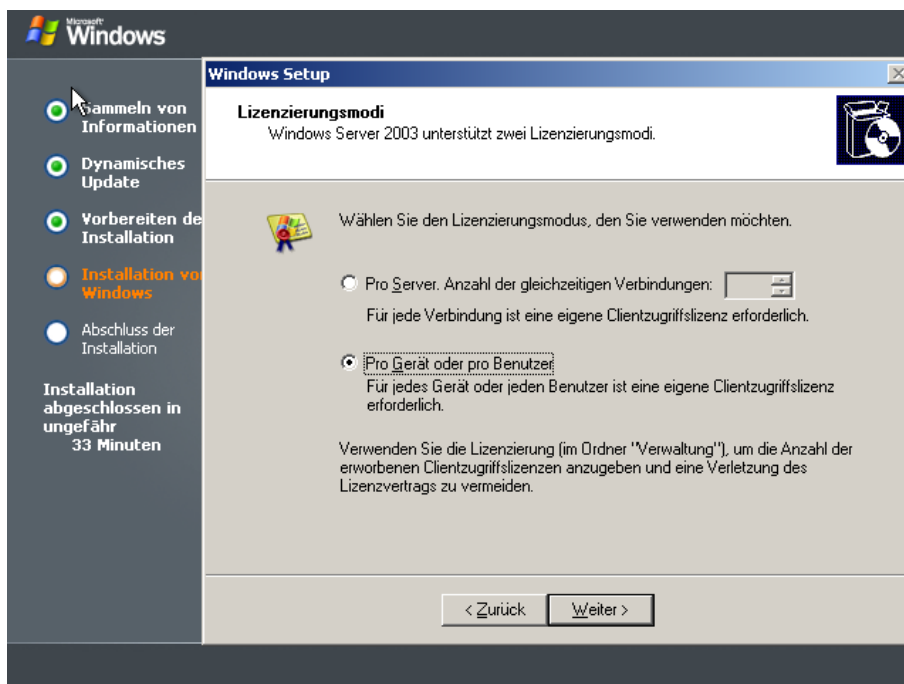 Microsoft
Windows
Sammeln von
Informationen
Dynamisches
Update
Vorbereiten de
Installation
Installation vo
Windows
Abschluss der
Installation
Installation
abgeschlossen in
ungefähr
33 Minuten
Windows Setup
Lizenzierungsmodi
Windows Server 2003 unterstützt zwei Lizenzierungsmodi.
Wählen Sie den Lizenzierungsmodus, den Sie verwenden möchten.
Pro Server. Anzahl der gleichzeitigen Verbindungen:
Für jede Verbindung ist eine eigene Clientzugriffslizenz erforderlich.
Pro Gerät oder pro Benutzer
Für jedes Gerät oder jeden Benutzer ist eine eigene Clientzugriffslizenz
erforderlich.
Verwenden Sie die Lizenzierung (im Ordner "Verwaltung"), um die Anzahl der
erworbenen Clientzugriffslizenzen anzugeben und eine Verletzung des
Lizenzvertrags zu vermeiden.
< Zurück
Weiter >